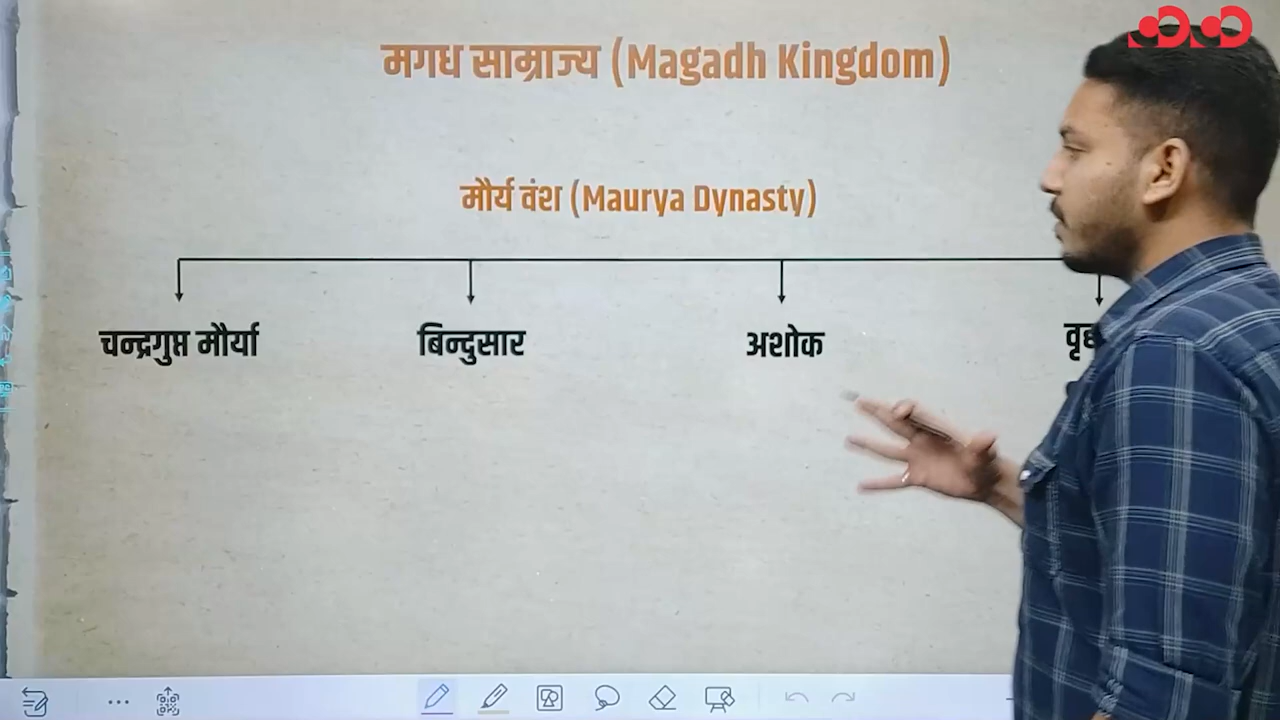 मगध साम्राज्य (Magadh Kingdom)
मौर्य वंश (Maurya Dynasty)
चन्द्रगुप्त मौर्या बिन्दुसार अशोक